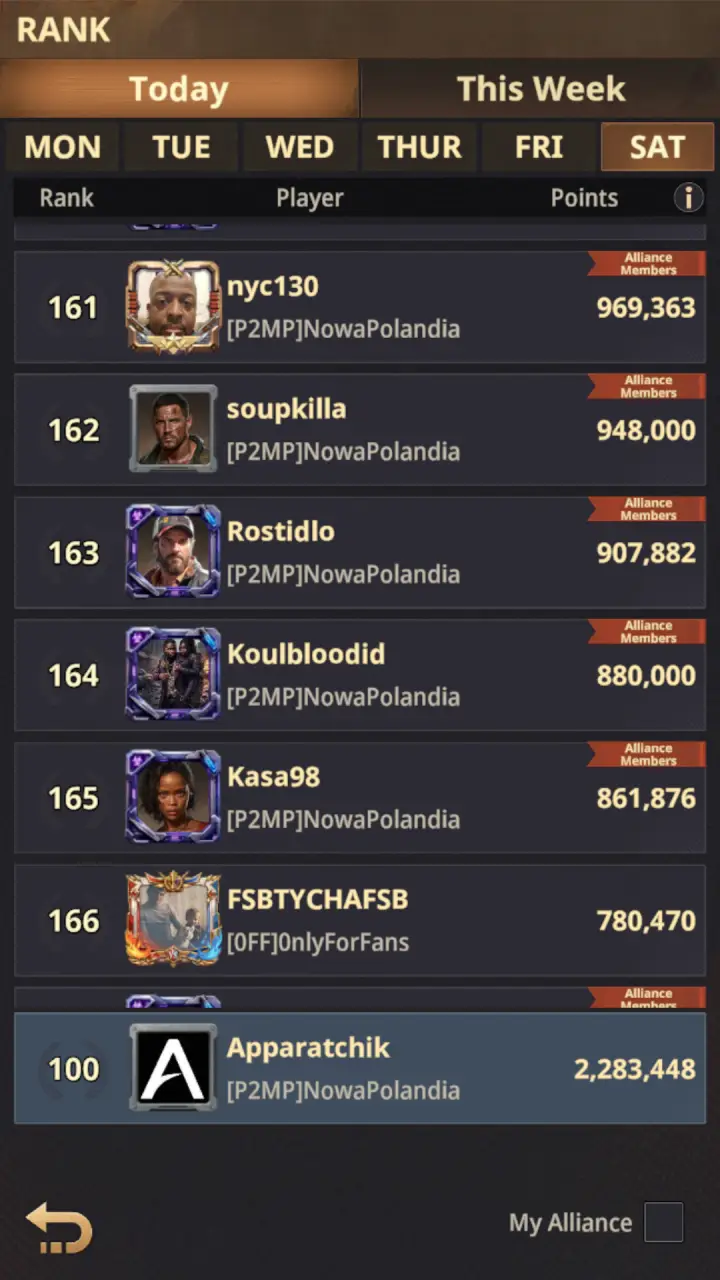 RANK
Today
This Week
MON TUE WED THUR FRI SAT
Rank Player Points
Alliance
Members
161
nyc130
[P2MP]NowaPolandia
969,363
Alliance
Members
162
soupkilla
[P2MP]NowaPolandia
948,000
Alliance
Members
163
Rostidlo
[P2MP]NowaPolandia
907,882
Alliance
Members
164
Koulbloodid
[P2MP]NowaPolandia
880,000
Alliance
Members
165
Kasa98
[P2MP]NowaPolandia
861,876
166
FSBTYCHAFSB
[0FF]0nlyForFans
780,470
Alliance
Members
100
Apparatchik
[P2MP]NowaPolandia
2,283,448
My Alliance